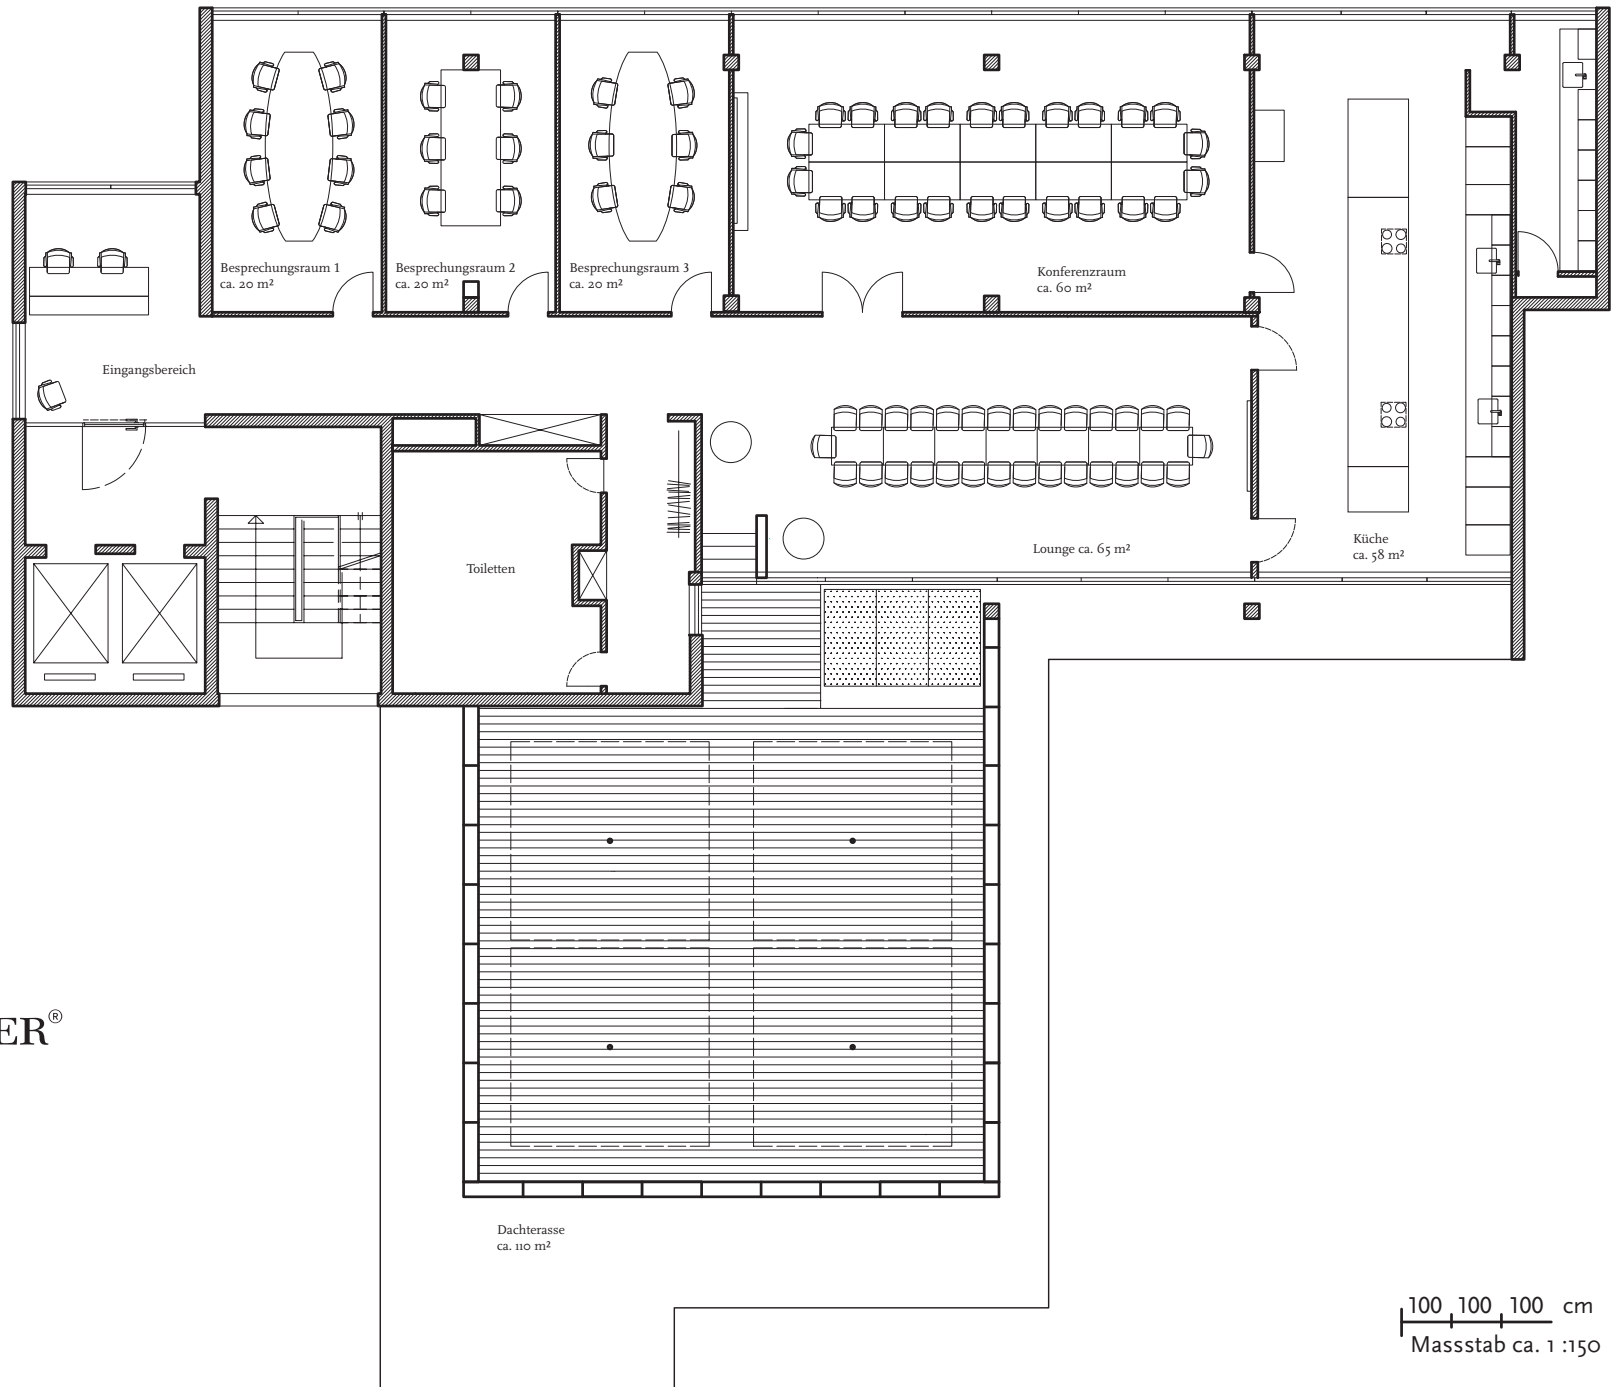 Besprechungsraum 1
ca. 20 m²
Besprechungsraum 2
ca. 20 m²
Besprechungsraum 3
ca. 20 m²
Konferenzraum
ca. 60 m²
Eingangsbereich
Lounge ca. 65 m²
Küche
ca. 58 m²
Toiletten
ER®
Dachterasse
ca. 110 m²
100 100 100 cm
Massstab ca. 1 :150